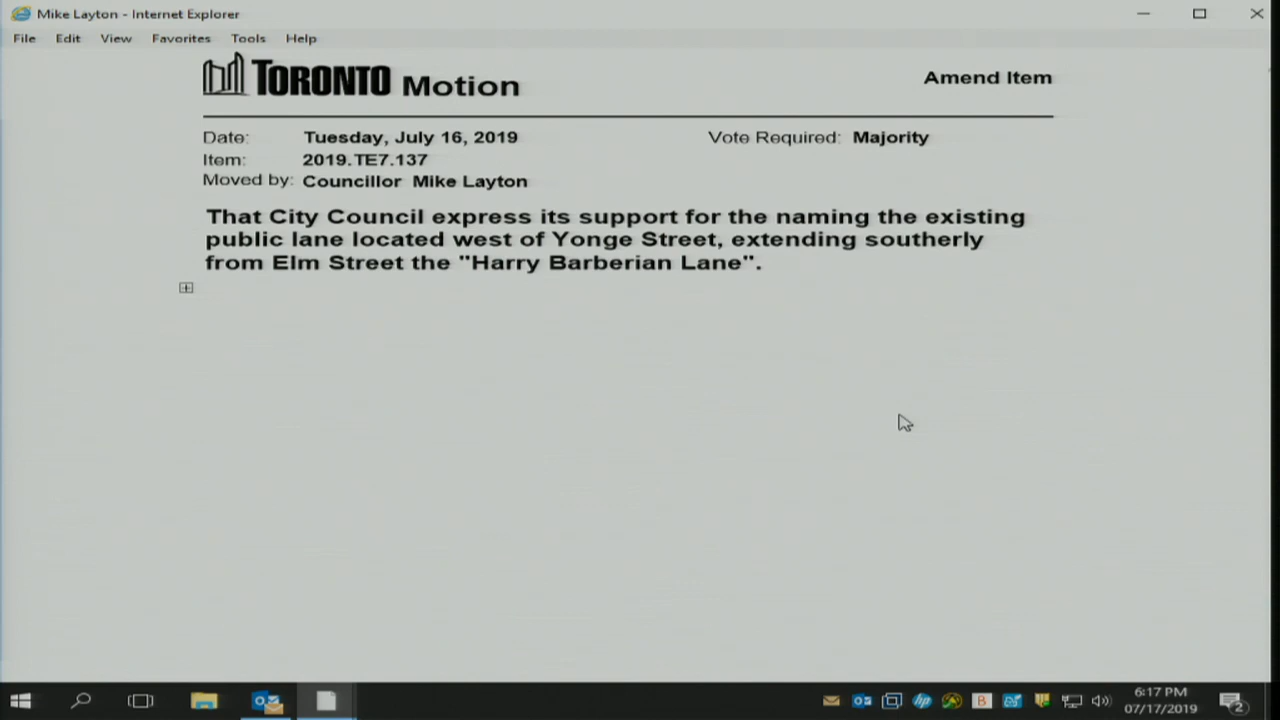 Mike Layton - Internet Explorer
File Edit View Favorites Tools Help
TORONTO Motion
Amend Item
Date: Tuesday, July 16, 2019
Vote Required: Majority
Item: 2019.TE7.137
Moved by: Councillor Mike Layton
That City Council express its support for the naming the existing
public lane located west of Yonge Street, extending southerly
from Elm Street the "Harry Barberian Lane".
6:17 PM
07/17/2019
2